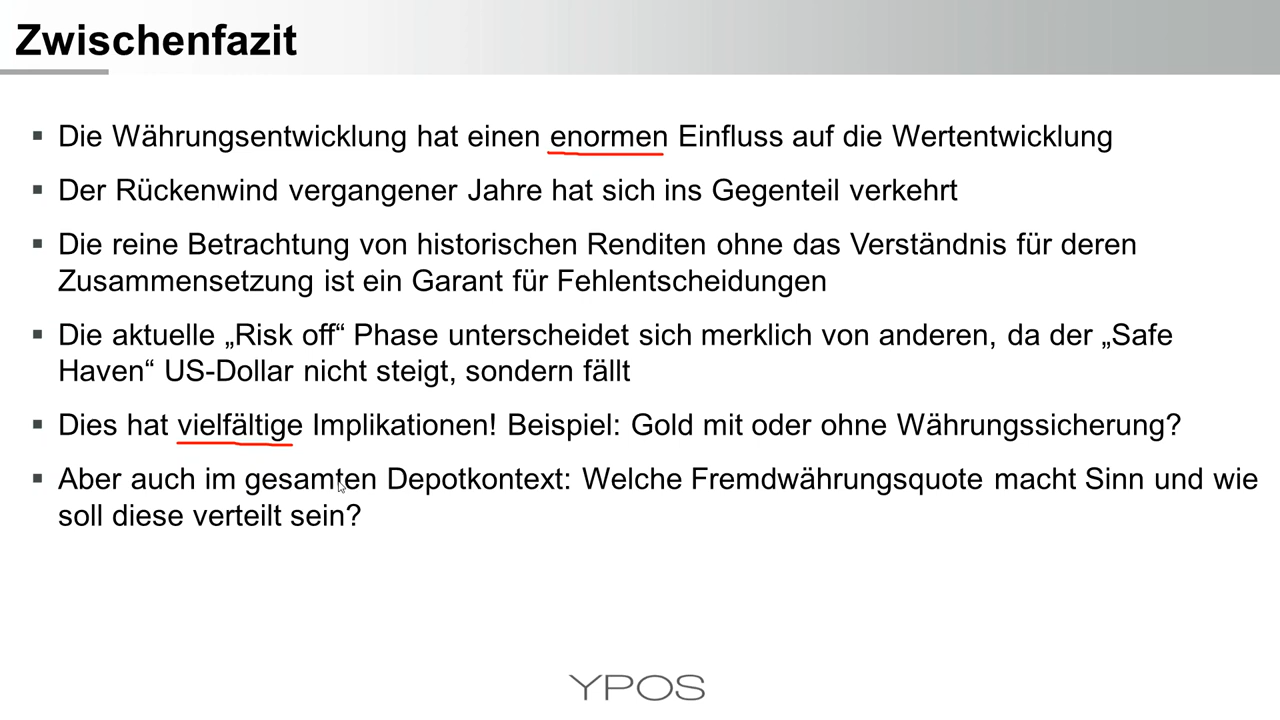 Zwischenfazit
▪ Die Währungsentwicklung hat einen enormen Einfluss auf die Wertentwicklung
▪ Der Rückenwind vergangener Jahre hat sich ins Gegenteil verkehrt
▪ Die reine Betrachtung von historischen Renditen ohne das Verständnis für deren
Zusammensetzung ist ein Garant für Fehlentscheidungen
▪ Die aktuelle „Risk off“ Phase unterscheidet sich merklich von anderen, da der „Safe
Haven“ US-Dollar nicht steigt, sondern fällt
▪ Dies hat vielfältige Implikationen! Beispiel: Gold mit oder ohne Währungssicherung?
▪ Aber auch im gesamten Depotkontext: Welche Fremdwährungsquote macht Sinn und wie
soll diese verteilt sein?
YPOS